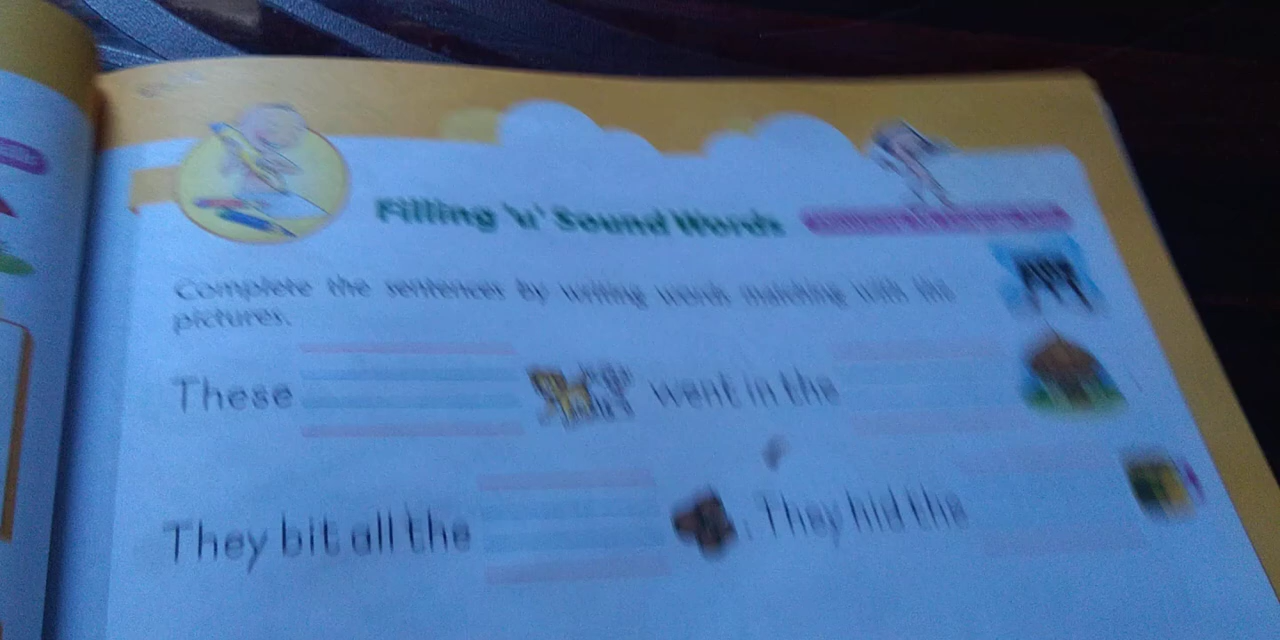 Filling 'u' Sound Words
Complete the sentences by writing words matching with the
pictures.
These went in the
They bit all the . They hid the